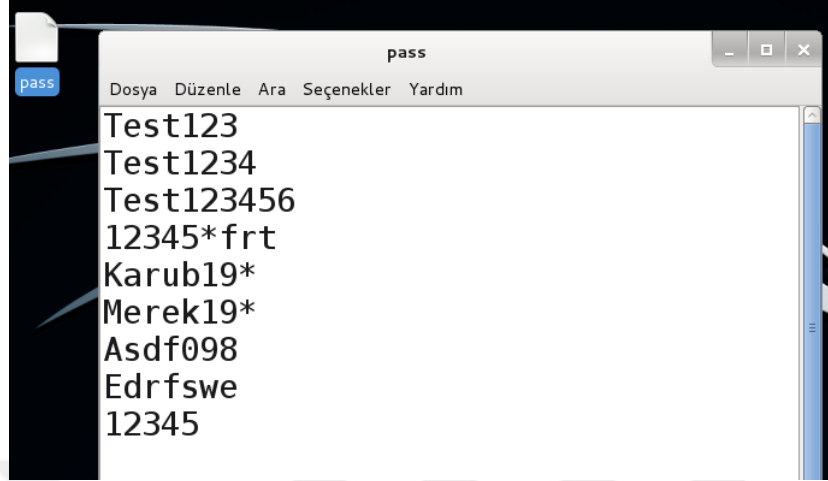 pass
pass
Dosya Düzenle Ara Seçenekler Yardım
Test123
Test1234
Test123456
12345*frt
Karub19*
Merek19*
Asdf098
Edrfswe
12345